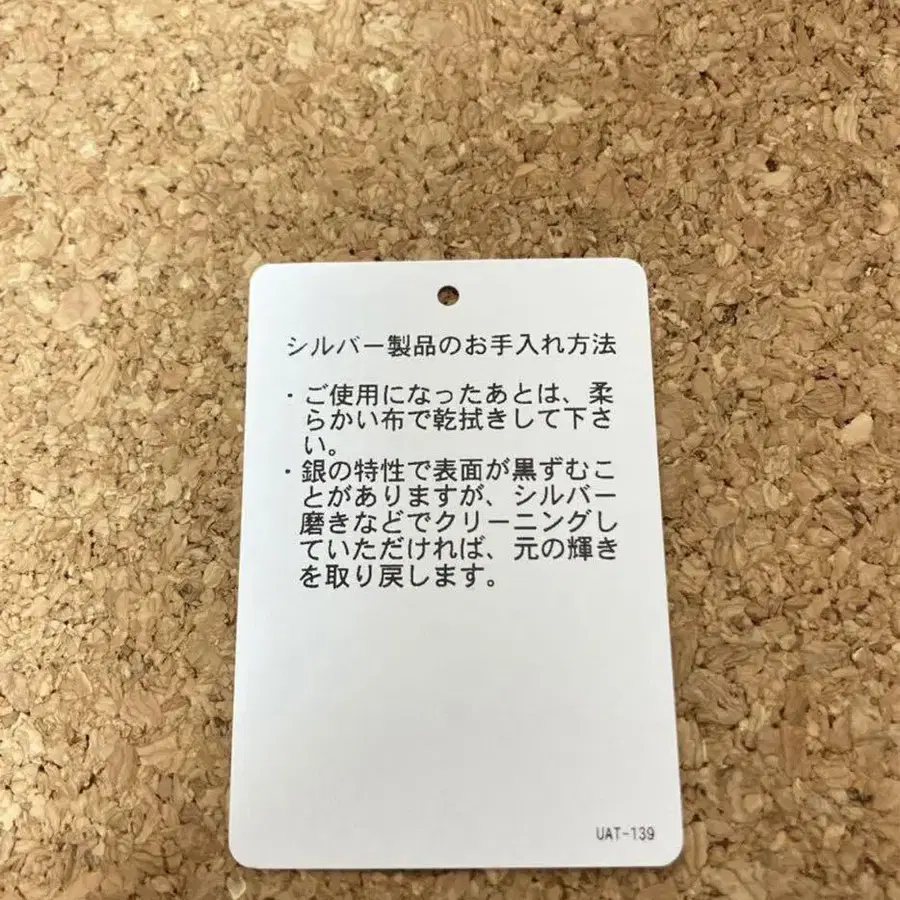 シルバー製品のお手入れ方法
・ご使用になったあとは、柔
らかい布で乾拭きして下さ
い。
・銀の特性で表面が黒ずむこ
とがありますが、シルバー
磨きなどでクリーニングし
ていただければ、元の輝き
を取り戻します。
UAT-139